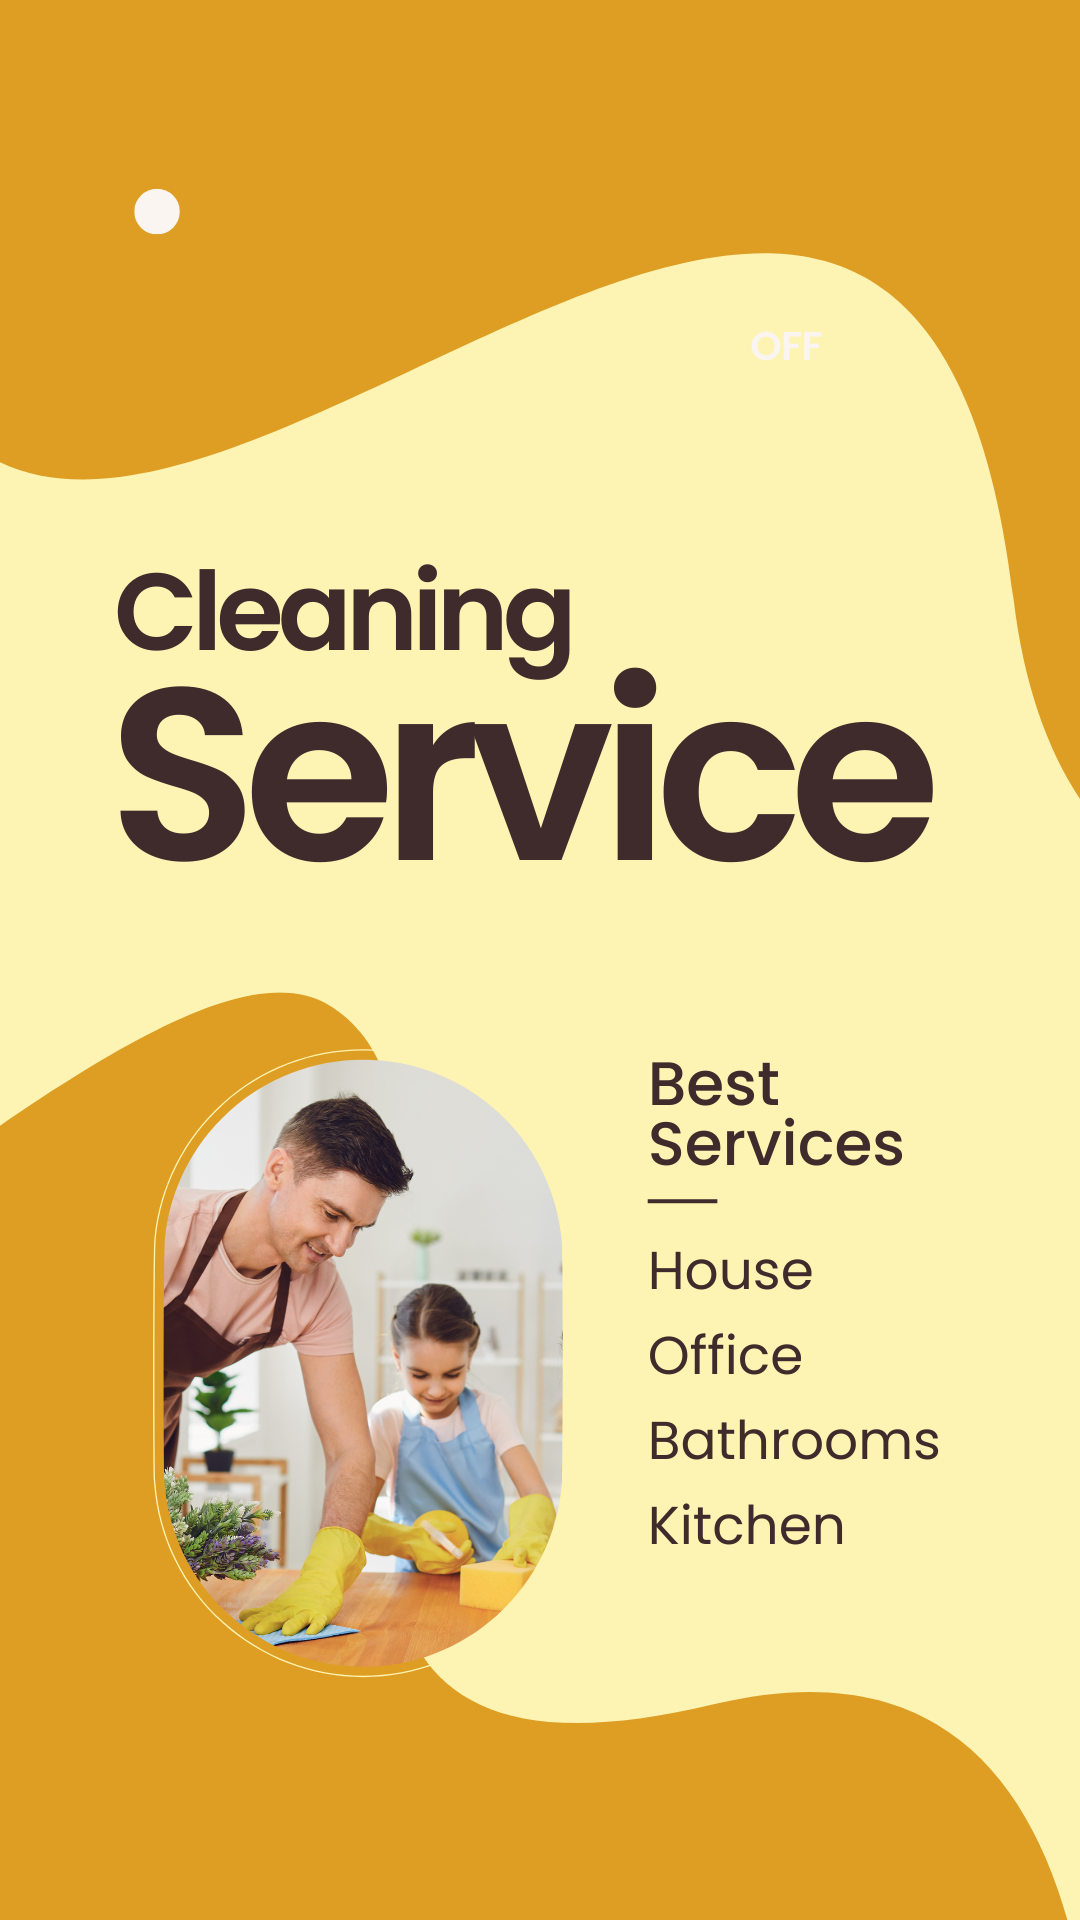 OFF
Cleaning
Service
Best
Services
House
Office
Bathrooms
Kitchen